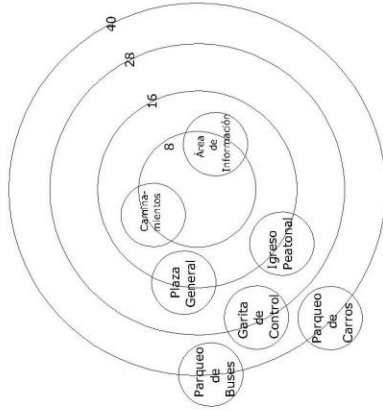 40
28
16
8
Camina-
mientos
Área
de
Información
Plaza
General
Igreso
Peatonal
Garita
de
Control
Parqueo
de
Buses
Parqueo
de
Carros